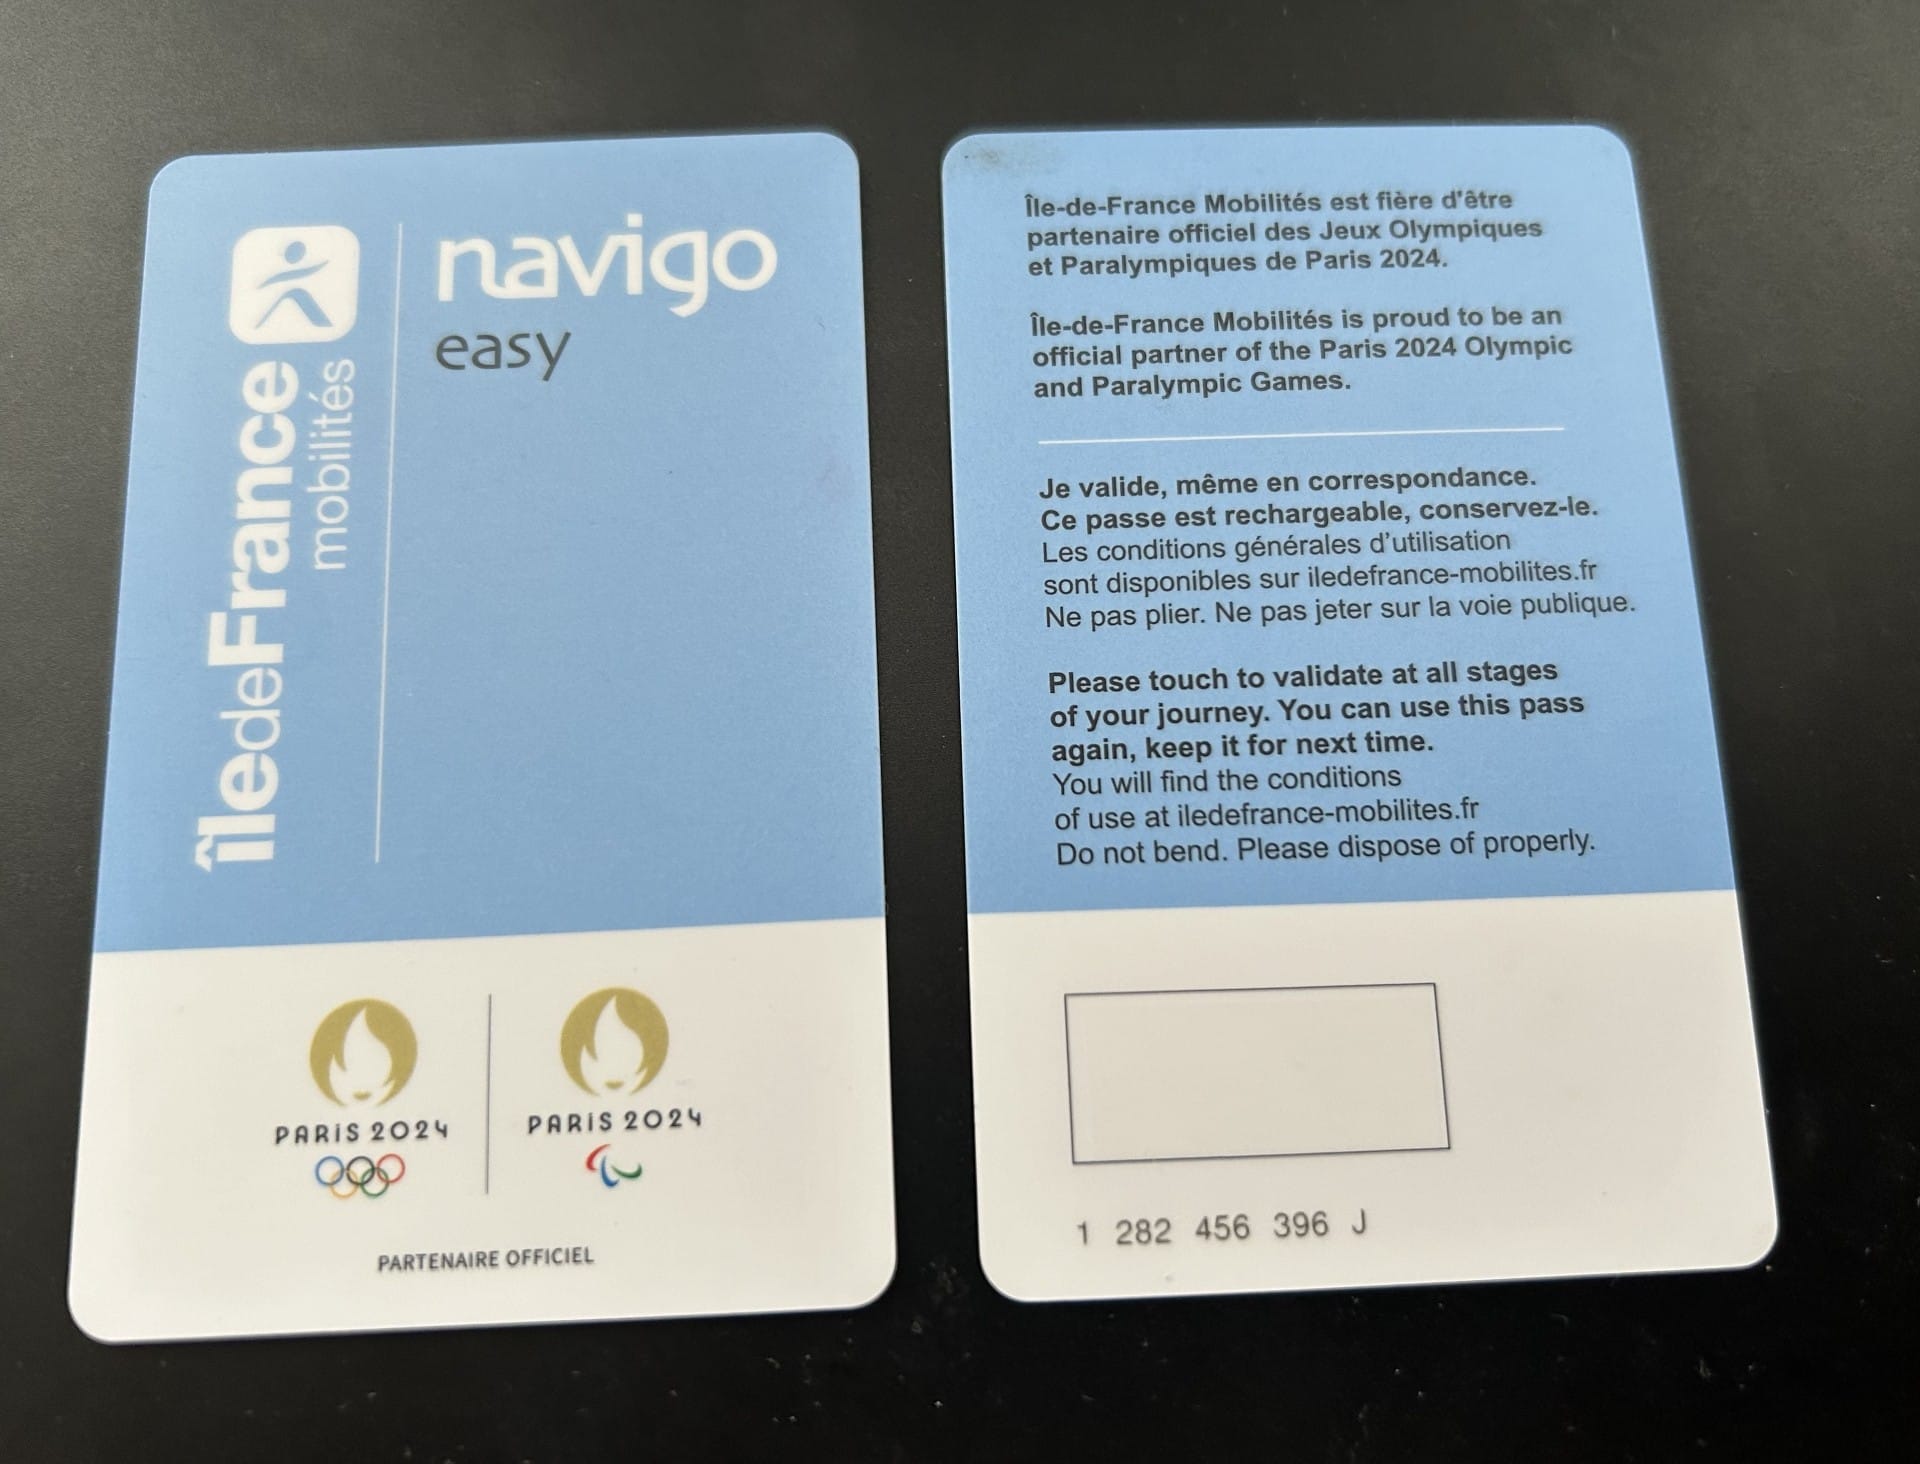 îledeFrance
mobilités
navigo
easy
PARIS 2024
PARIS 2024
PARTENAIRE OFFICIEL
Île-de-France Mobilités est fière d'être
partenaire officiel des Jeux Olympiques
et Paralympiques de Paris 2024.
Île-de-France Mobilités is proud to be an
official partner of the Paris 2024 Olympic
and Paralympic Games.
Je valide, même en correspondance.
Ce passe est rechargeable, conservez-le.
Les conditions générales d'utilisation
sont disponibles sur iledefrance-mobilites.fr
Ne pas plier. Ne pas jeter sur la voie publique.
Please touch to validate at all stages
of your journey. You can use this pass
again, keep it for next time.
You will find the conditions
of use at iledefrance-mobilites.fr
Do not bend. Please dispose of properly.
1 282 456 396 J